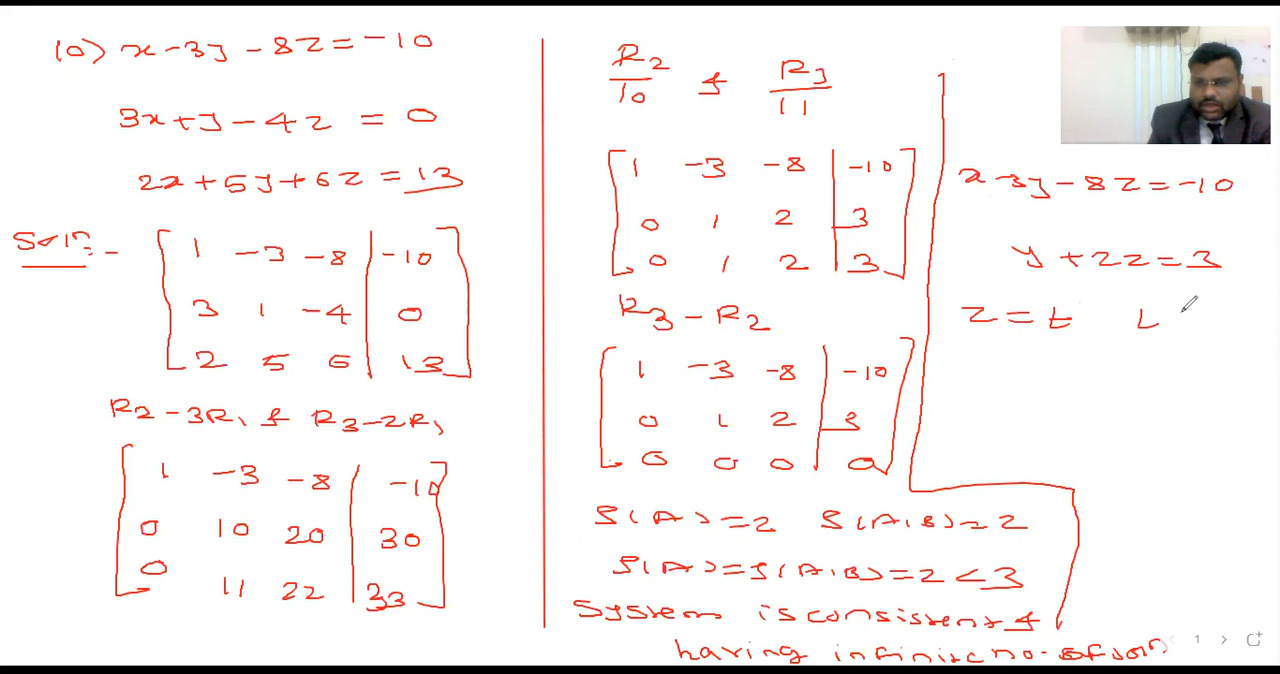 10) x - 3y - 8z = -10
3x + y - 4z = 0
2x + 5y + 6z = 13
Soln: -
1 -3 -8 | -10
3 1 -4 | 0
2 5 6 | 13
R2 - 3R1 & R3 - 2R1
1 -3 -8 | -10
0 10 20 | 30
0 11 22 | 33
R2/10 & R3/11
1 -3 -8 | -10
0 1 2 | 3
0 1 2 | 3
R3 - R2
1 -3 -8 | -10
0 1 2 | 3
0 0 0 | 0
ρ(A) = 2 ρ(A,B) = 2
ρ(A) = ρ(A,B) = 2 < 3
System is consistent &
having infinite no. of soln
x - 3y - 8z = -10
y + 2z = 3
z = t L
1